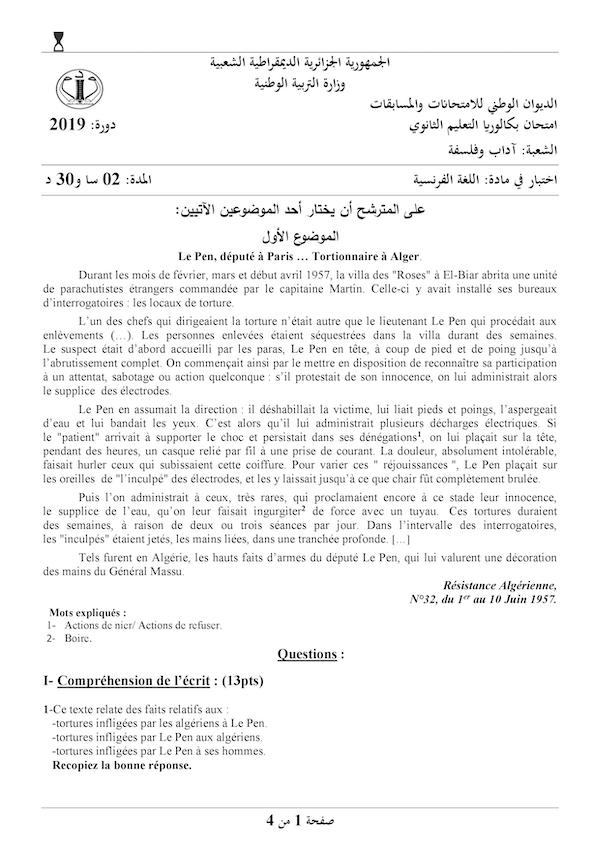 الجمهورية الجزائرية الديمقراطية الشعبية
وزارة التربية الوطنية
الديوان الوطني للامتحانات والمسابقات
امتحان بكالوريا التعليم الثانوي
دورة: 2019
الشعبة: آداب وفلسفة
اختبار في مادة: اللغة الفرنسية
المدة: 02 سا و30 د
على المترشح أن يختار أحد الموضوعين الآتيين:
الموضوع الأول
Le Pen, député à Paris … Tortionnaire à Alger.
Durant les mois de février, mars et début avril 1957, la villa des "Roses" à El-Biar abrita une unité
de parachutistes étrangers commandée par le capitaine Martin. Celle-ci y avait installé ses bureaux
d'interrogatoires : les locaux de torture.
L'un des chefs qui dirigeaient la torture n'était autre que le lieutenant Le Pen qui procédait aux
enlèvements (…). Les personnes enlevées étaient séquestrées dans la villa durant des semaines.
Le suspect était d'abord accueilli par les paras, Le Pen en tête, à coup de pied et de poing jusqu'à
l'abrutissement complet. On commençait ainsi par le mettre en disposition de reconnaître sa participation
à un attentat, sabotage ou action quelconque : s'il protestait de son innocence, on lui administrait alors
le supplice des électrodes.
Le Pen en assumait la direction : il déshabillait la victime, lui liait pieds et poings, l'aspergeait
d'eau et lui bandait les yeux. C'est alors qu'il lui administrait plusieurs décharges électriques. Si
le "patient" arrivait à supporter le choc et persistait dans ses dénégations¹, on lui plaçait sur la tête,
pendant des heures, un casque relié par fil à une prise de courant. La douleur, absolument intolérable,
faisait hurler ceux qui subissaient cette coiffure. Pour varier ces " réjouissances ", Le Pen plaçait sur
les oreilles de "l'inculpé" des électrodes, et les y laissait jusqu'à ce que chair fût complètement brulée.
Puis l'on administrait à ceux, très rares, qui proclamaient encore à ce stade leur innocence,
le supplice de l'eau, qu'on leur faisait ingurgiter² de force avec un tuyau. Ces tortures duraient
des semaines, à raison de deux ou trois séances par jour. Dans l'intervalle des interrogatoires,
les "inculpés" étaient jetés, les mains liées, dans une tranchée profonde. […]
Tels furent en Algérie, les hauts faits d'armes du député Le Pen, qui lui valurent une décoration
des mains du Général Massu.
Résistance Algérienne,
N°32, du 1er au 10 Juin 1957.
Mots expliqués :
1- Actions de nier/ Actions de refuser.
2- Boire.
Questions :
I- Compréhension de l'écrit : (13pts)
1-Ce texte relate des faits relatifs aux :
-tortures infligées par les algériens à Le Pen.
-tortures infligées par Le Pen aux algériens.
-tortures infligées par Le Pen à ses hommes.
Recopiez la bonne réponse.
صفحة 1 من 4